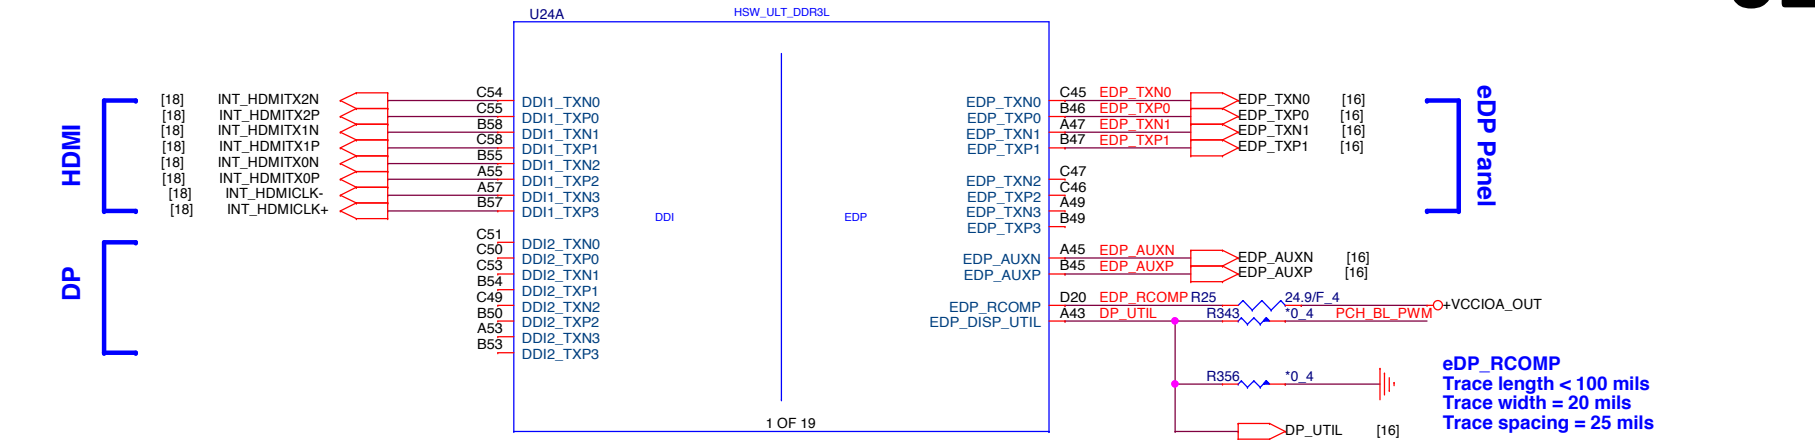 U24A
HSW_ULT_DDR3L
HDMI
[18] INT_HDMITX2N C54 DDI1_TXN0
[18] INT_HDMITX2P C55 DDI1_TXP0
[18] INT_HDMITX1N B58 DDI1_TXN1
[18] INT_HDMITX1P C58 DDI1_TXP1
[18] INT_HDMITX0N B55 DDI1_TXN2
[18] INT_HDMITX0P A55 DDI1_TXP2
[18] INT_HDMICLK- A57 DDI1_TXN3
[18] INT_HDMICLK+ B57 DDI1_TXP3
DP
C51 DDI2_TXN0
C50 DDI2_TXP0
C53 DDI2_TXN1
B54 DDI2_TXP1
C49 DDI2_TXN2
B50 DDI2_TXP2
A53 DDI2_TXN3
B53 DDI2_TXP3
DDI
EDP
EDP_TXN0 C45 EDP_TXN0 EDP_TXN0 [16]
EDP_TXP0 B46 EDP_TXP0 EDP_TXP0 [16]
EDP_TXN1 A47 EDP_TXN1 EDP_TXN1 [16]
EDP_TXP1 B47 EDP_TXP1 EDP_TXP1 [16]
eDP Panel
EDP_TXN2 C47
EDP_TXP2 C46
EDP_TXN3 A49
EDP_TXP3 B49
EDP_AUXN A45 EDP_AUXN EDP_AUXN [16]
EDP_AUXP B45 EDP_AUXP EDP_AUXP [16]
EDP_RCOMP D20 EDP_RCOMP R25 24.9/F_4 +VCCIOA_OUT
EDP_DISP_UTIL A43 DP_UTIL R343 *0_4 PCH_BL_PWM
R356 *0_4
DP_UTIL [16]
1 OF 19
eDP_RCOMP
Trace length < 100 mils
Trace width = 20 mils
Trace spacing = 25 mils